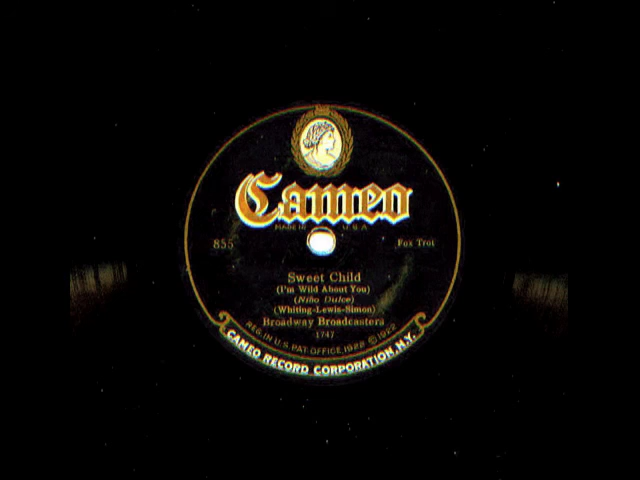 Cameo
MADE IN U.S.A
855 Fox Trot
Sweet Child
(I'm Wild About You)
(Niño Dulce)
(Whiting-Lewis-Simon)
Broadway Broadcasters
1747
REG. IN U.S. PAT. OFFICE 1922 © 1922
CAMEO RECORD CORPORATION, N.Y.